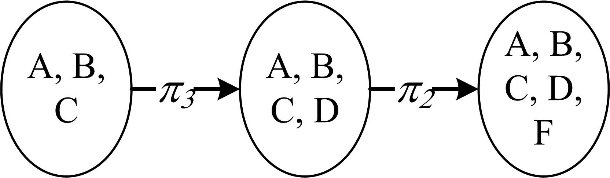 A, B,
C
π3
A, B,
C, D
π2
A, B,
C, D,
F